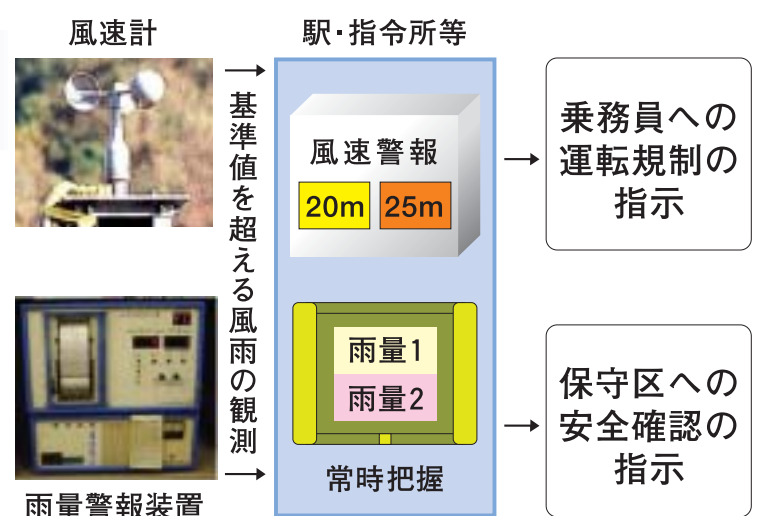 風速計
駅・指令所等
基準値を超える風雨の観測
風速警報
20m
25m
雨量1
雨量2
常時把握
乗務員への
運転規制の
指示
保守区への
安全確認の
指示
雨量警報装置